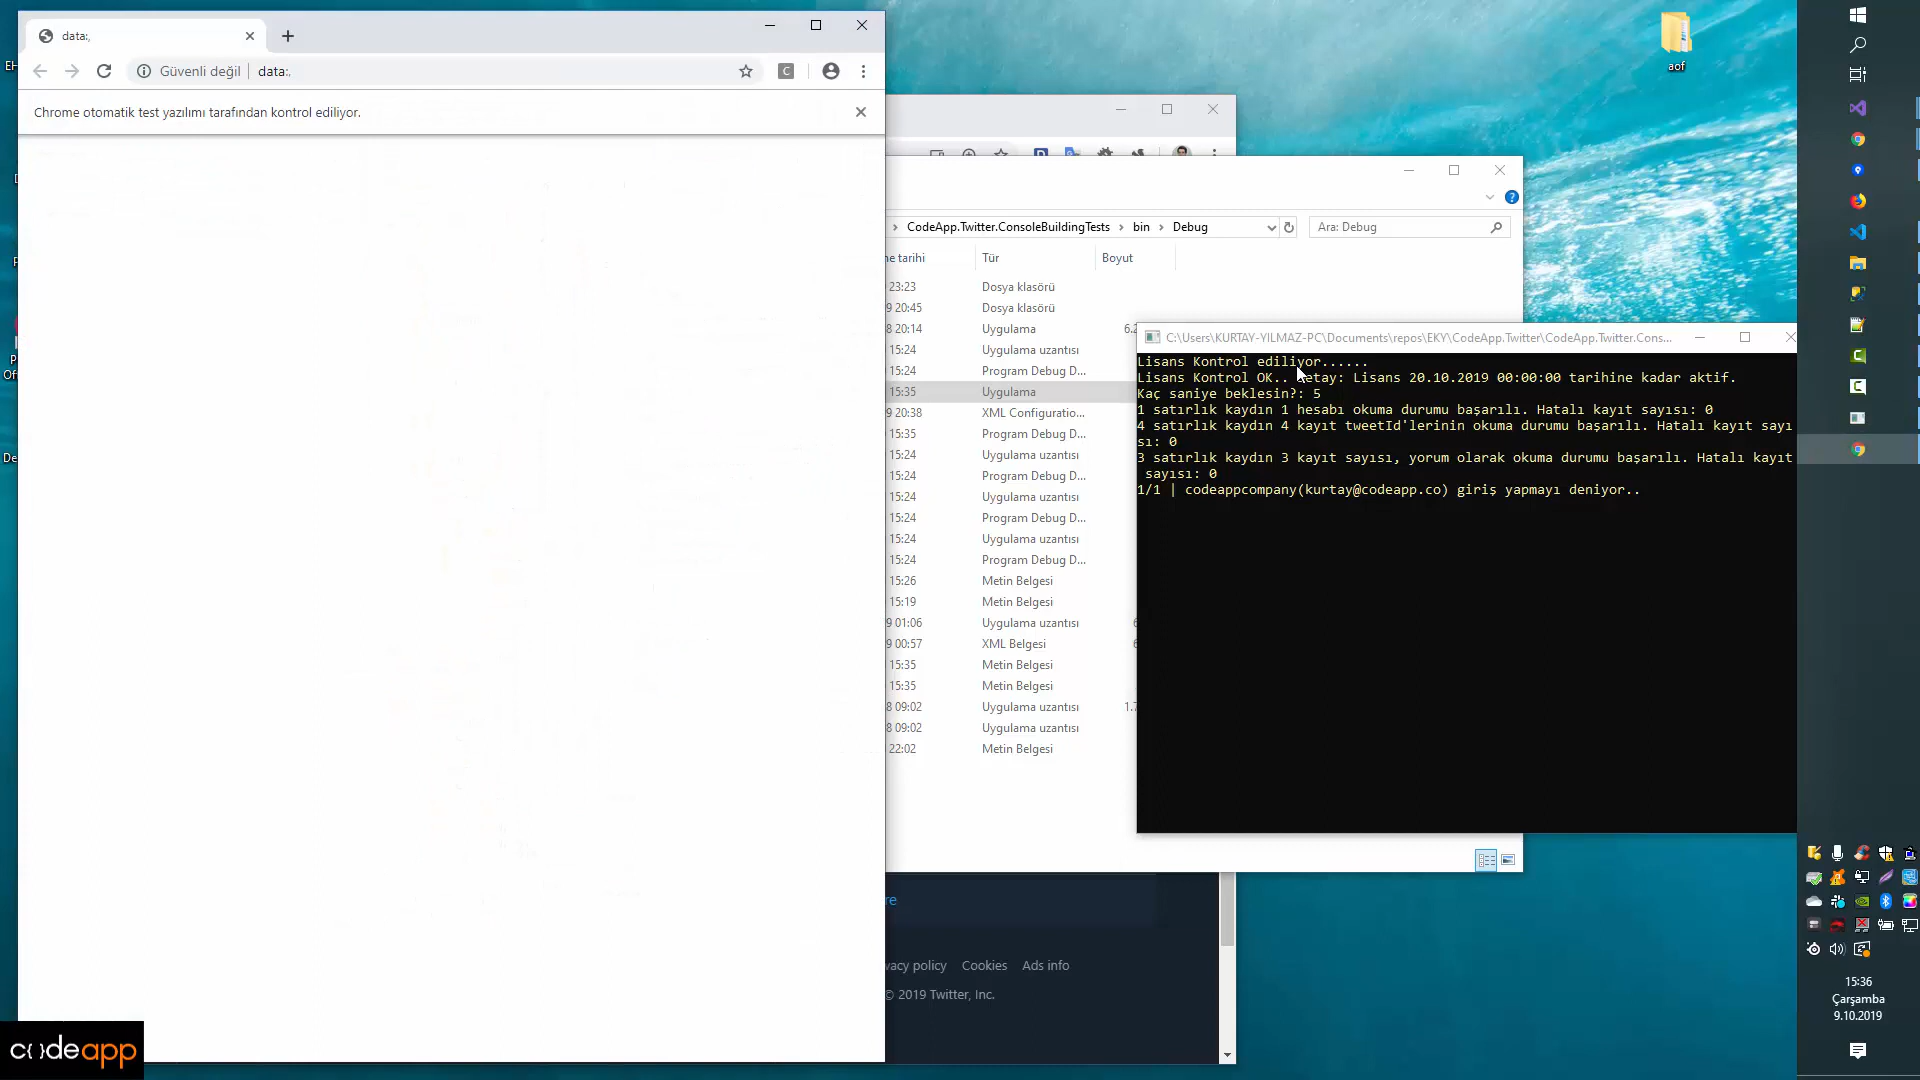 data:,
Güvenli değil
data:,
Chrome otomatik test yazılımı tarafından kontrol ediliyor.
aof
CodeApp.Twitter.ConsoleBuildingTests
bin
Debug
Ara: Debug
tarihi
Tür
Boyut
23:23
Dosya klasörü
20:45
Dosya klasörü
20:14
Uygulama
15:24
Uygulama uzantısı
15:24
Program Debug D...
15:35
Uygulama
20:38
XML Configuratio...
15:35
Program Debug D...
15:24
Uygulama uzantısı
15:24
Program Debug D...
15:24
Uygulama uzantısı
15:24
Program Debug D...
15:24
Uygulama uzantısı
15:24
Program Debug D...
15:26
Metin Belgesi
15:19
Metin Belgesi
01:06
Uygulama uzantısı
00:57
XML Belgesi
15:35
Metin Belgesi
15:35
Metin Belgesi
09:02
Uygulama uzantısı
09:02
Uygulama uzantısı
22:02
Metin Belgesi
C:\Users\KURTAY-YILMAZ-PC\Documents\repos\EKY\CodeApp.Twitter\CodeApp.Twitter.Cons...
Lisans Kontrol ediliyor......
Lisans Kontrol OK.. detay: Lisans 20.10.2019 00:00:00 tarihine kadar aktif.
Kaç saniye beklesin?: 5
1 satırlık kaydın 1 hesabı okuma durumu başarılı. Hatalı kayıt sayısı: 0
4 satırlık kaydın 4 kayıt tweetId'lerinin okuma durumu başarılı. Hatalı kayıt sayı
sı: 0
3 satırlık kaydın 3 kayıt sayısı, yorum olarak okuma durumu başarılı. Hatalı kayıt
sayısı: 0
1/1 | codeappcompany(kurtay@codeapp.co) giriş yapmayı deniyor..
policy
Cookies
Ads info
© 2019 Twitter, Inc.
15:36
Çarşamba
9.10.2019
codeapp